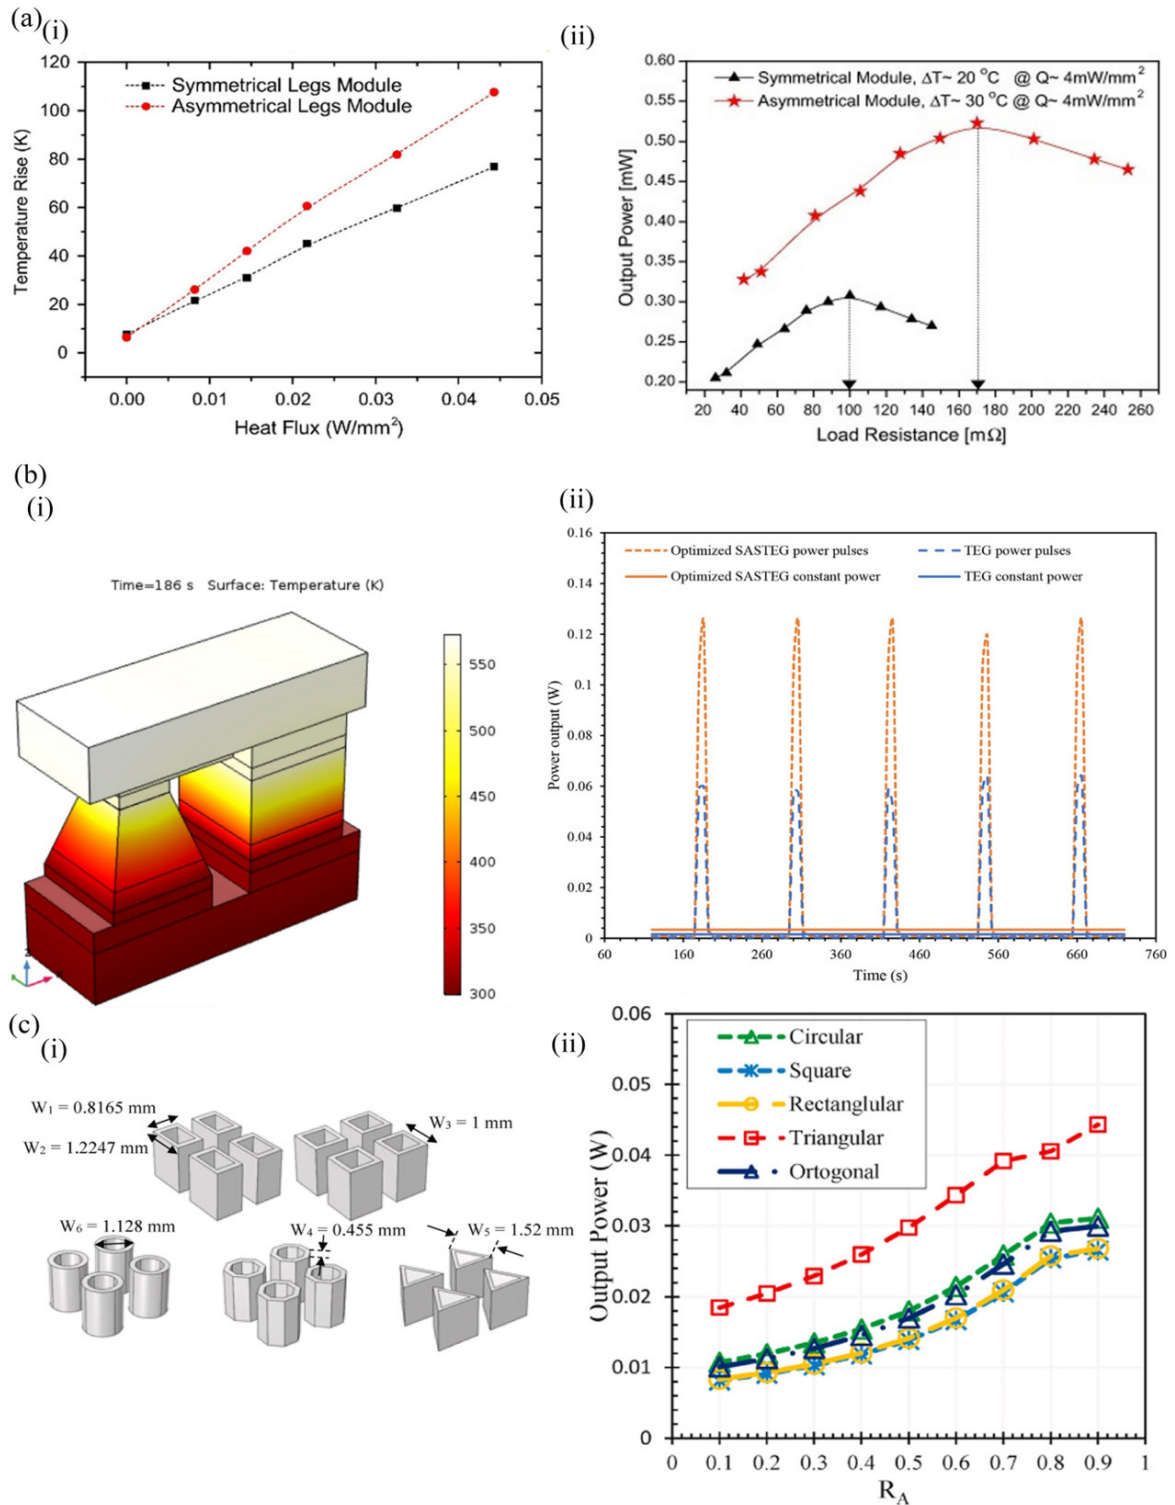 (a)
(i)
120
100
80
60
40
20
0
Temperature Rise (K)
Symmetrical Legs Module
Asymmetrical Legs Module
0.00 0.01 0.02 0.03 0.04 0.05
Heat Flux (W/mm²)
(ii)
0.60
0.55
0.50
0.45
0.40
0.35
0.30
0.25
0.20
Output Power [mW]
Symmetrical Module, ΔT~ 20 °C @ Q~ 4mW/mm²
Asymmetrical Module, ΔT~ 30 °C @ Q~ 4mW/mm²
20 40 60 80 100 120 140 160 180 200 220 240 260
Load Resistance [mΩ]
(b)
(i)
Time=186 s Surface: Temperature (K)
550
500
450
400
350
300
z
(ii)
0.16
0.14
0.12
0.1
0.08
0.06
0.04
0.02
0
Power output (W)
Optimized SASTEG power pulses
TEG power pulses
Optimized SASTEG constant power
TEG constant power
60 160 260 360 460 560 660 760
Time (s)
(c)
(i)
W₁ = 0.8165 mm
W₂ = 1.2247 mm
W₃ = 1 mm
W₆ = 1.128 mm
W₄ = 0.455 mm
W₅ = 1.52 mm
(ii)
0.06
0.05
0.04
0.03
0.02
0.01
0
Output Power (W)
Circular
Square
Rectanglular
Triangular
Ortogonal
0 0.1 0.2 0.3 0.4 0.5 0.6 0.7 0.8 0.9 1
R_A